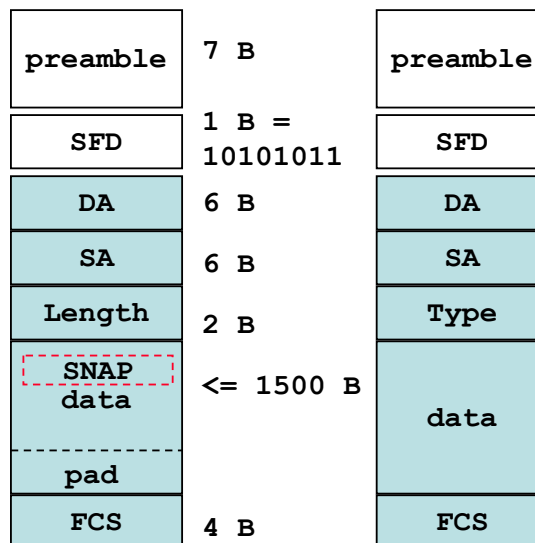 preamble 7 B preamble
SFD 1 B =
10101011 SFD
DA 6 B DA
SA 6 B SA
Length 2 B Type
SNAP
data <= 1500 B data
pad
FCS 4 B FCS